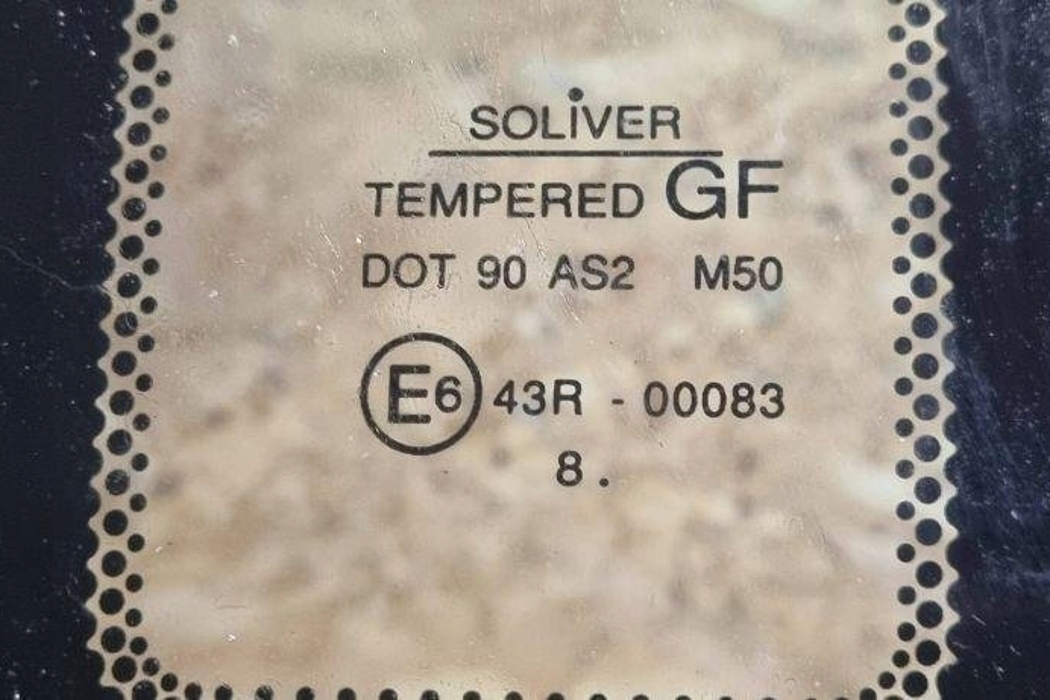 SOLIVER
TEMPERED GF
DOT 90 AS2 M50
E6 43R - 00083
8 .